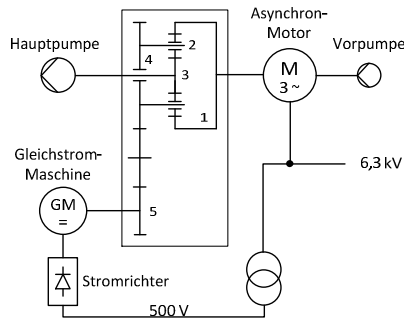 Asynchron-
Motor
Hauptpumpe
Vorpumpe
2
4
3
M
3 ~
1
Gleichstrom-
Maschine
6,3 kV
GM
=
5
Stromrichter
500 V